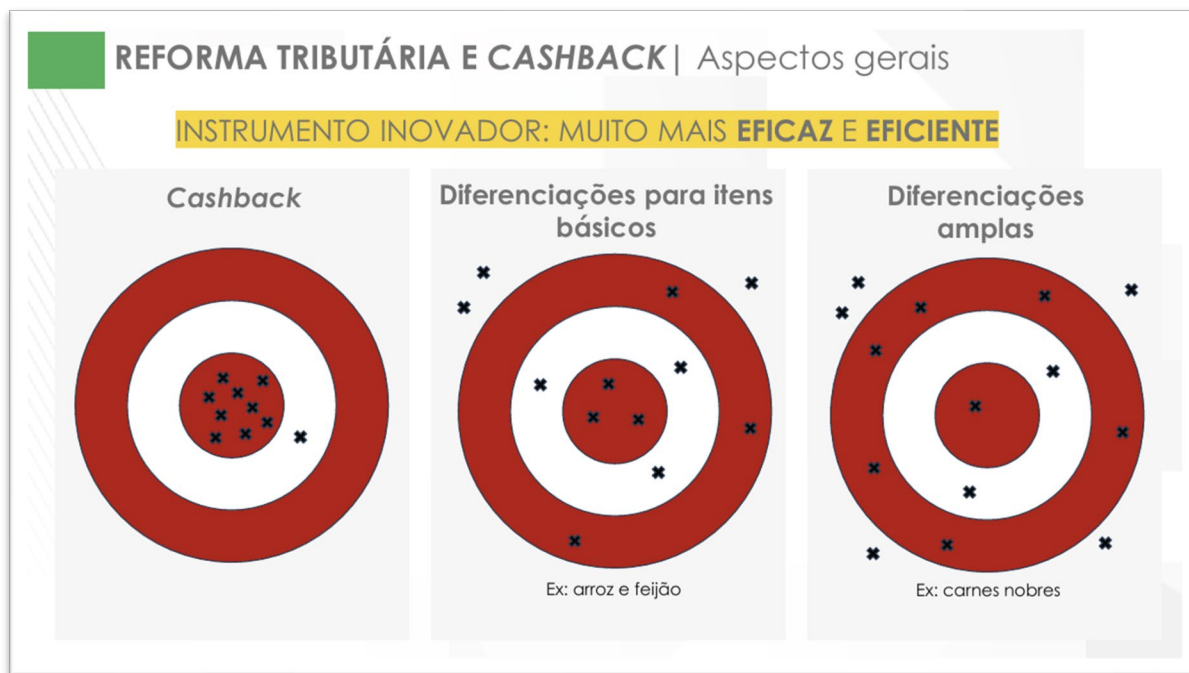 REFORMA TRIBUTÁRIA E CASHBACK| Aspectos gerais
INSTRUMENTO INOVADOR: MUITO MAIS EFICAZ E EFICIENTE
Cashback
Diferenciações para itens
básicos
Ex: arroz e feijão
Diferenciações
amplas
Ex: carnes nobres